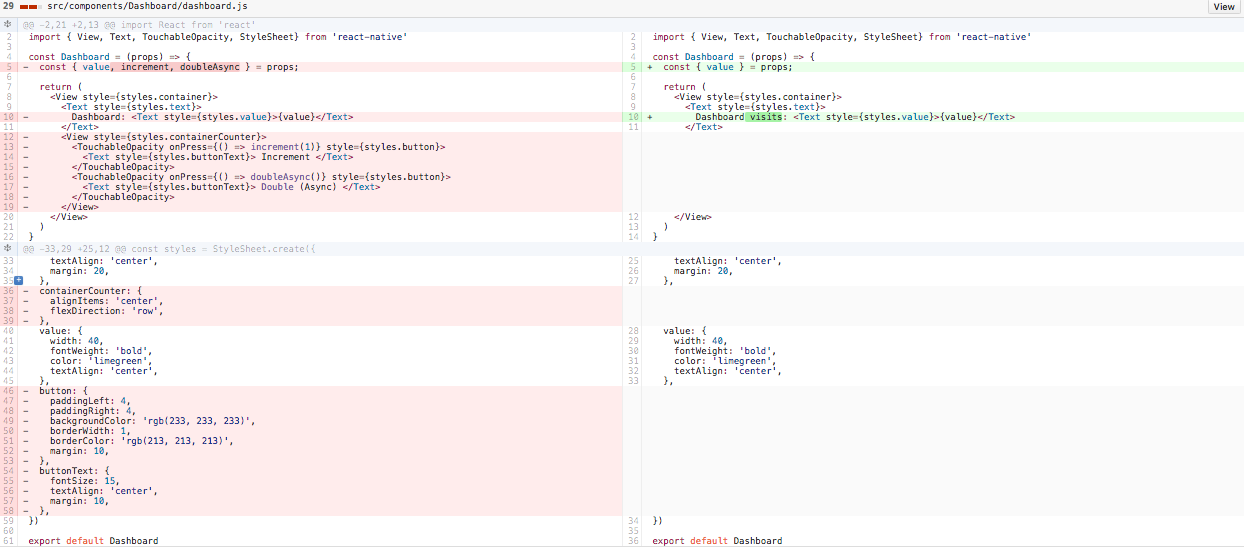 29 src/components/Dashboard/dashboard.js View
@@ -2,21 +2,13 @@ import React from 'react'
2 import { View, Text, TouchableOpacity, StyleSheet} from 'react-native'
3
4 const Dashboard = (props) => {
5 - const { value, increment, doubleAsync } = props;
6
7 return (
8 <View style={styles.container}>
9 <Text style={styles.text}>
10 - Dashboard: <Text style={styles.value}>{value}</Text>
11 </Text>
12 - <View style={styles.containerCounter}>
13 - <TouchableOpacity onPress={() => increment(1)} style={styles.button}>
14 - <Text style={styles.buttonText}> Increment </Text>
15 - </TouchableOpacity>
16 - <TouchableOpacity onPress={() => doubleAsync()} style={styles.button}>
17 - <Text style={styles.buttonText}> Double (Async) </Text>
18 - </TouchableOpacity>
19 - </View>
20 </View>
21 )
22 }
@@ -33,29 +25,12 @@ const styles = StyleSheet.create({
33 textAlign: 'center',
34 margin: 20,
35 + },
36 - containerCounter: {
37 - alignItems: 'center',
38 - flexDirection: 'row',
39 - },
40 value: {
41 width: 40,
42 fontWeight: 'bold',
43 color: 'limegreen',
44 textAlign: 'center',
45 },
46 - button: {
47 - paddingLeft: 4,
48 - paddingRight: 4,
49 - backgroundColor: 'rgb(233, 233, 233)',
50 - borderWidth: 1,
51 - borderColor: 'rgb(213, 213, 213)',
52 - margin: 10,
53 - },
54 - buttonText: {
55 - fontSize: 15,
56 - textAlign: 'center',
57 - margin: 10,
58 - },
59 })
60
61 export default Dashboard
2 import { View, Text, TouchableOpacity, StyleSheet} from 'react-native'
3
4 const Dashboard = (props) => {
5 + const { value } = props;
6
7 return (
8 <View style={styles.container}>
9 <Text style={styles.text}>
10 + Dashboard visits: <Text style={styles.value}>{value}</Text>
11 </Text>
12 </View>
13 )
14 }
25 textAlign: 'center',
26 margin: 20,
27 },
28 value: {
29 width: 40,
30 fontWeight: 'bold',
31 color: 'limegreen',
32 textAlign: 'center',
33 },
34 })
35
36 export default Dashboard